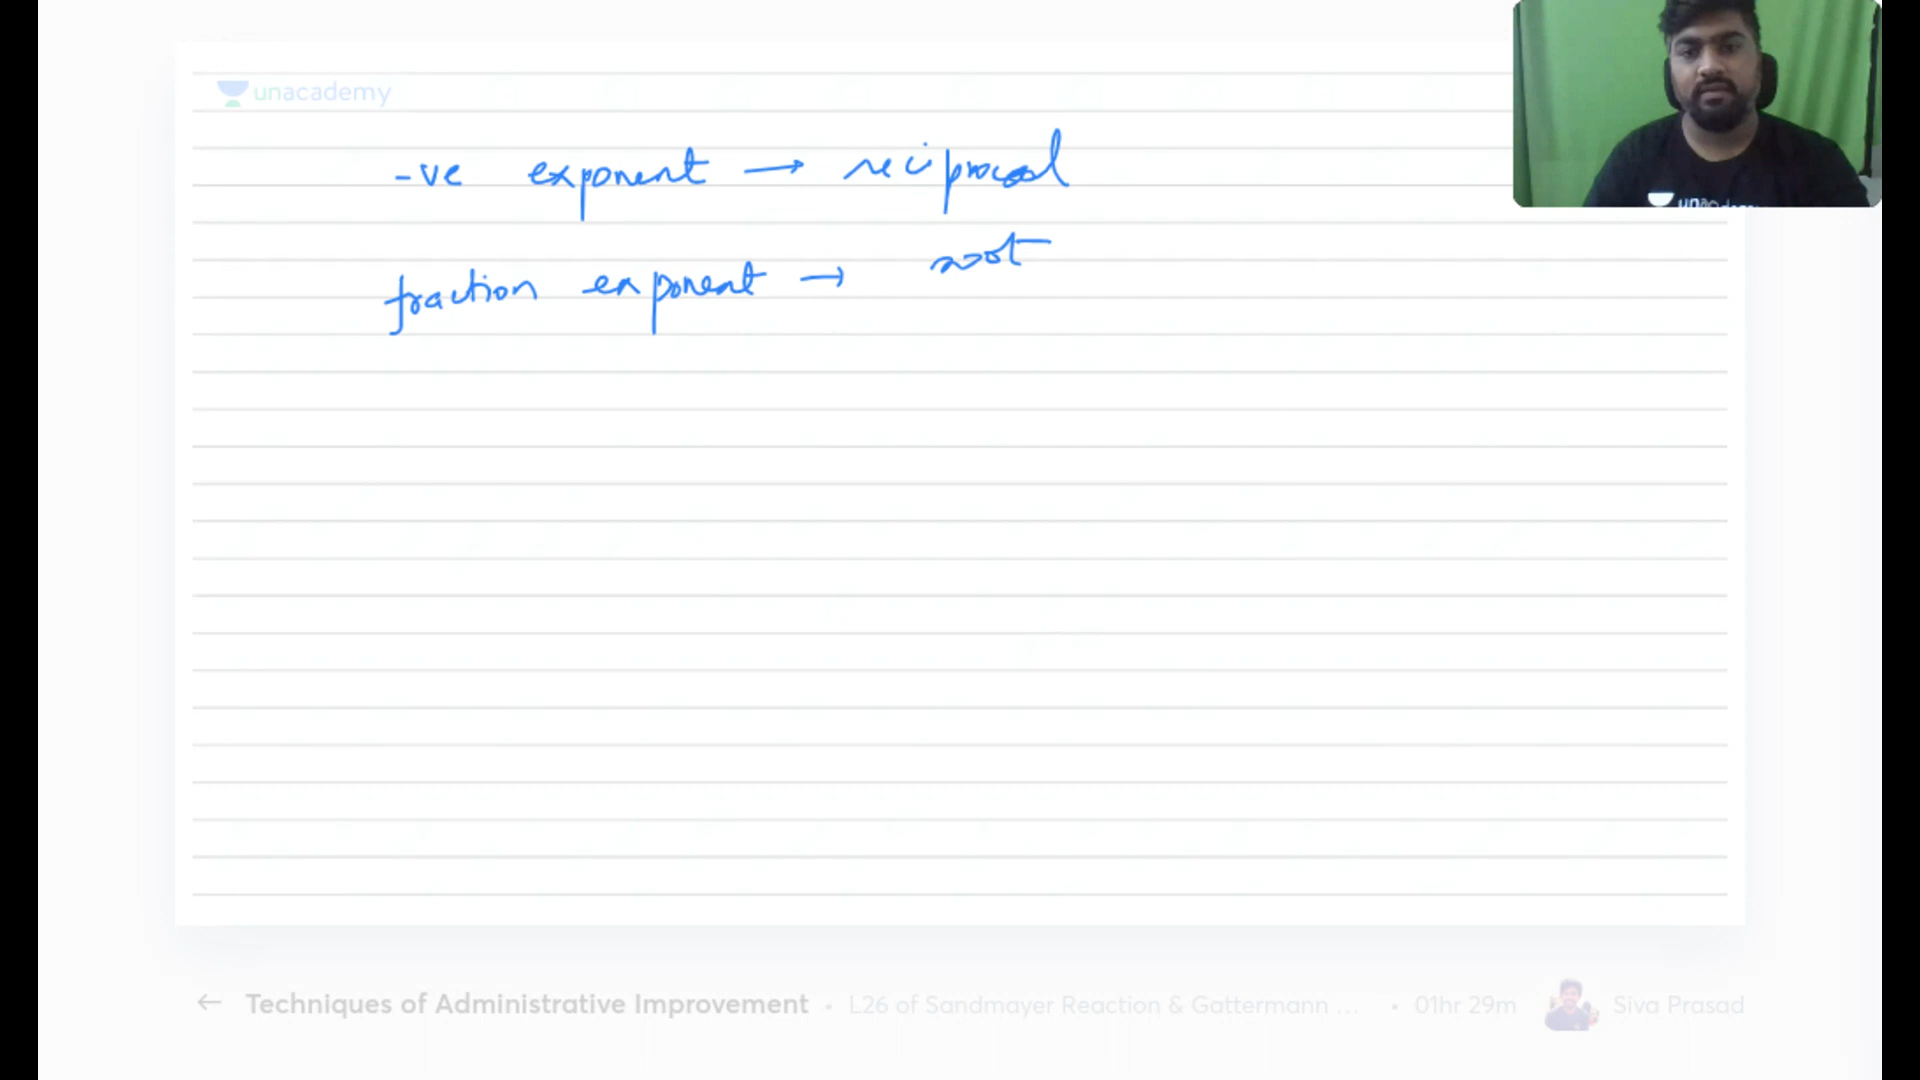 unacademy
-ve exponent → reciprocal
fraction exponent → root
unacademy
Techniques of Administrative Improvement • L26 of Sandmayer Reaction & Gattermann ... • 01hr 29m Siva Prasad